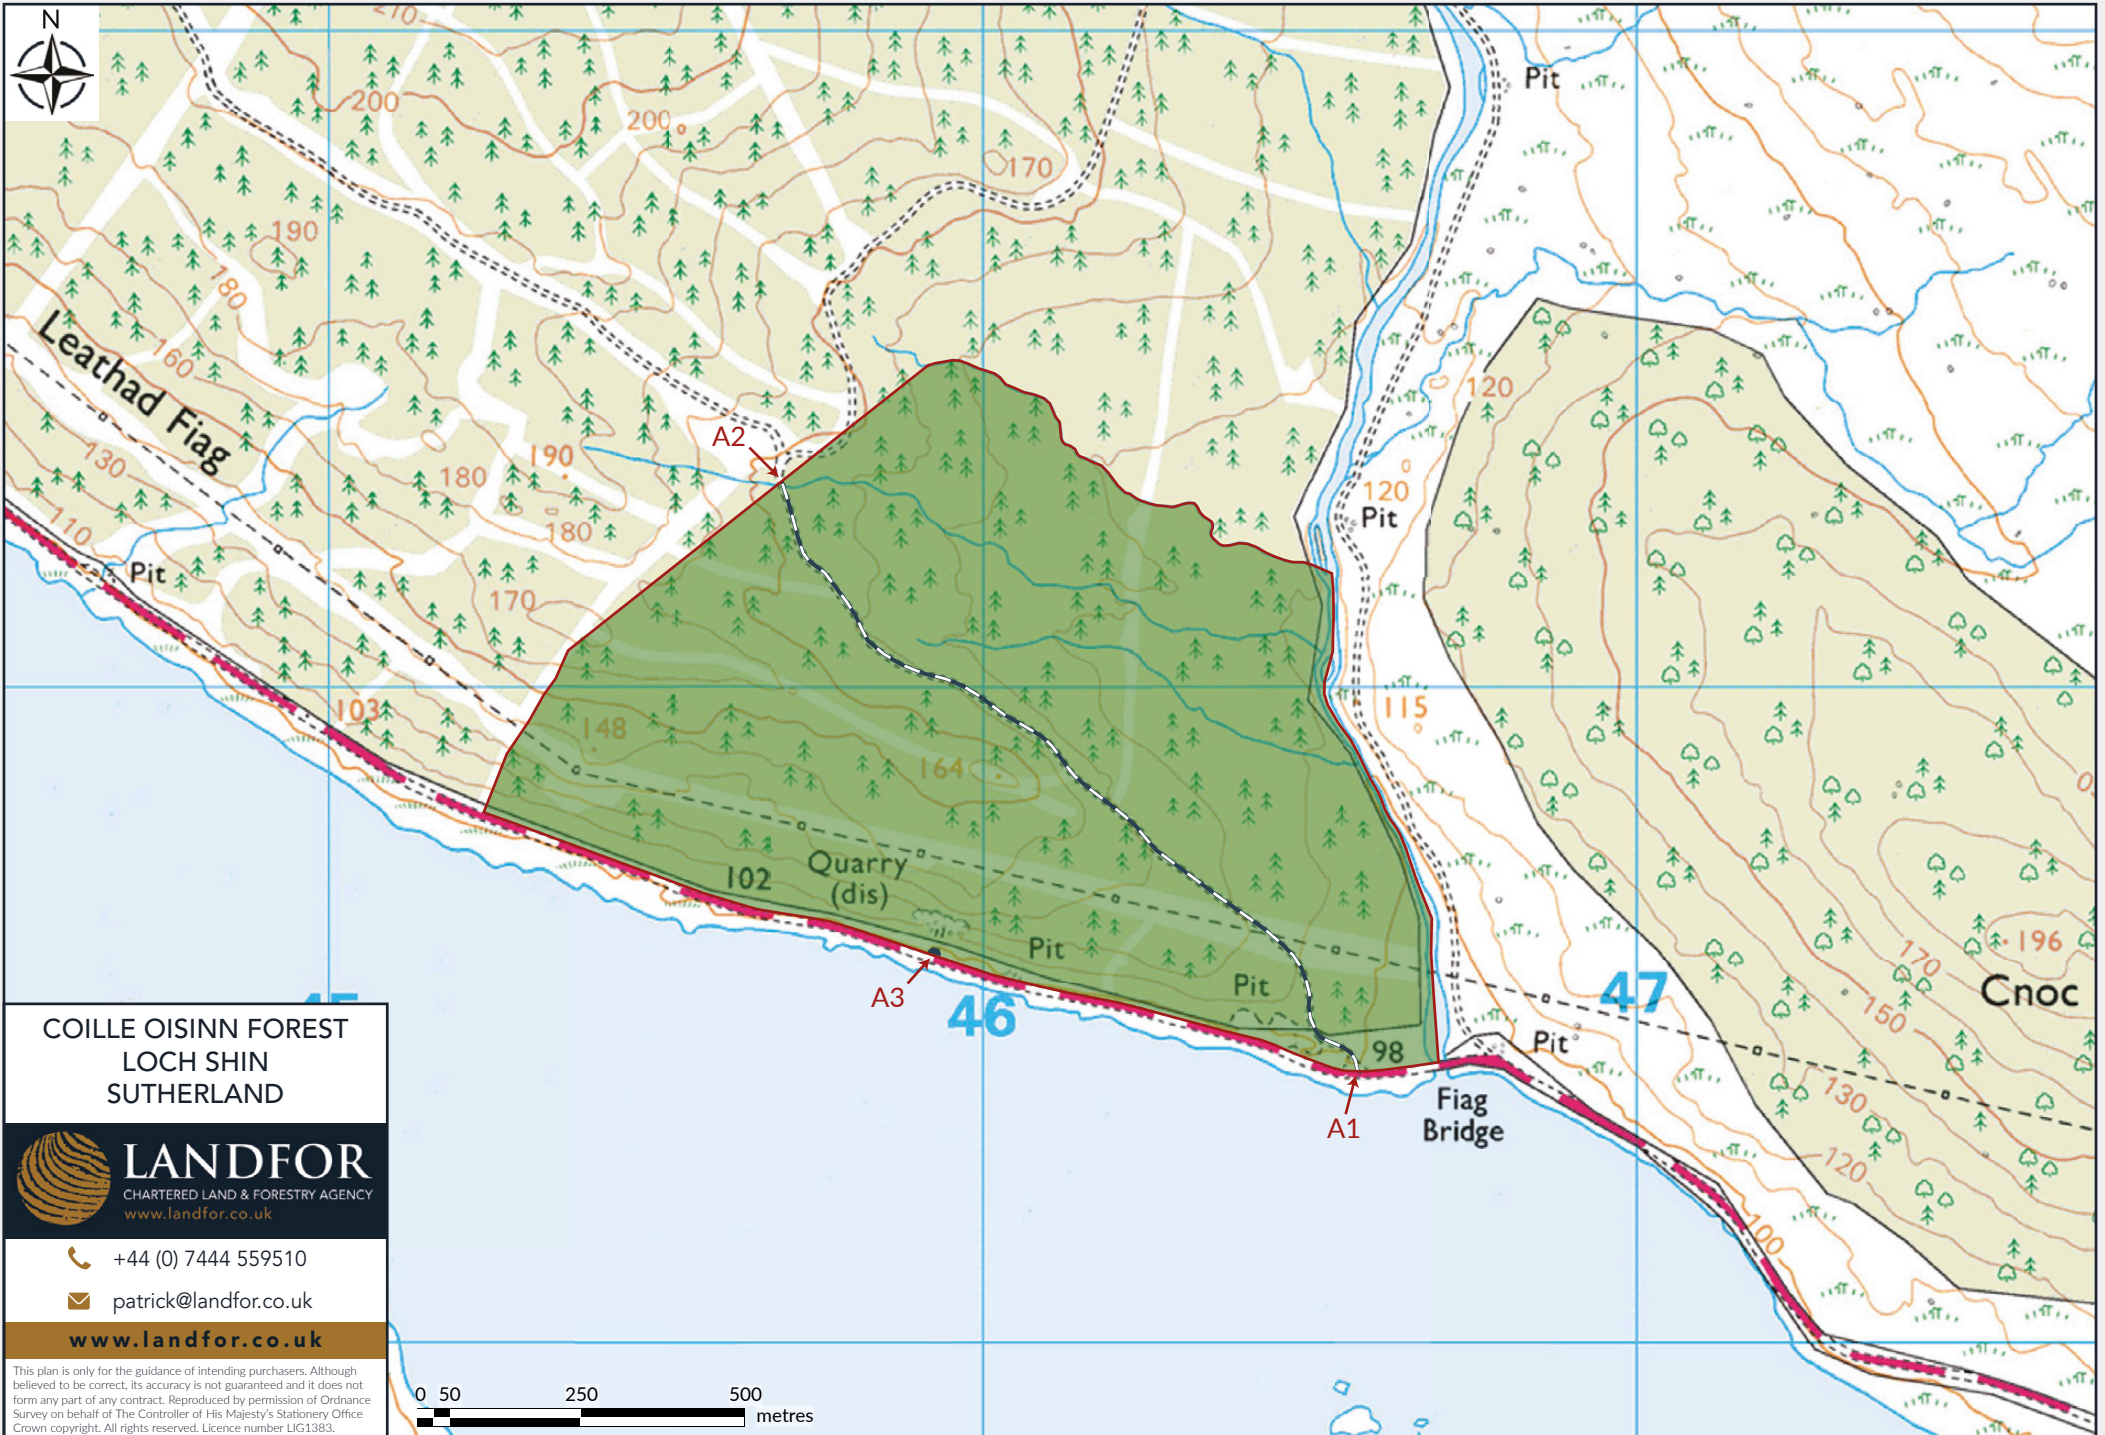 N
210
200
200
170
Pit
190
180
Leathad Fiag
160
130
110
Pit
190
180
180
170
103
A2
120
120
Pit
115
148
164
102
Quarry
(dis)
Pit
Pit
98
A3
A1
46
47
Fiag
Bridge
Pit
196
170
Cnoc
130
120
100
COILLE OISINN FOREST
LOCH SHIN
SUTHERLAND
LANDFOR
CHARTERED LAND & FORESTRY AGENCY
www.landfor.co.uk
+44 (0) 7444 559510
patrick@landfor.co.uk
www.landfor.co.uk
This plan is only for the guidance of intending purchasers. Although
believed to be correct, its accuracy is not guaranteed and it does not
form any part of any contract. Reproduced by permission of Ordnance
Survey on behalf of The Controller of His Majesty's Stationery Office
Crown copyright. All rights reserved. Licence number LIG1383.
0 50 250 500
metres